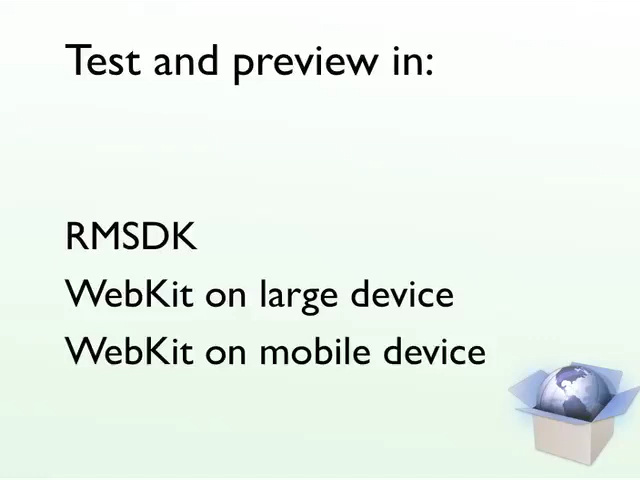 Test and preview in:
RMSDK
WebKit on large device
WebKit on mobile device